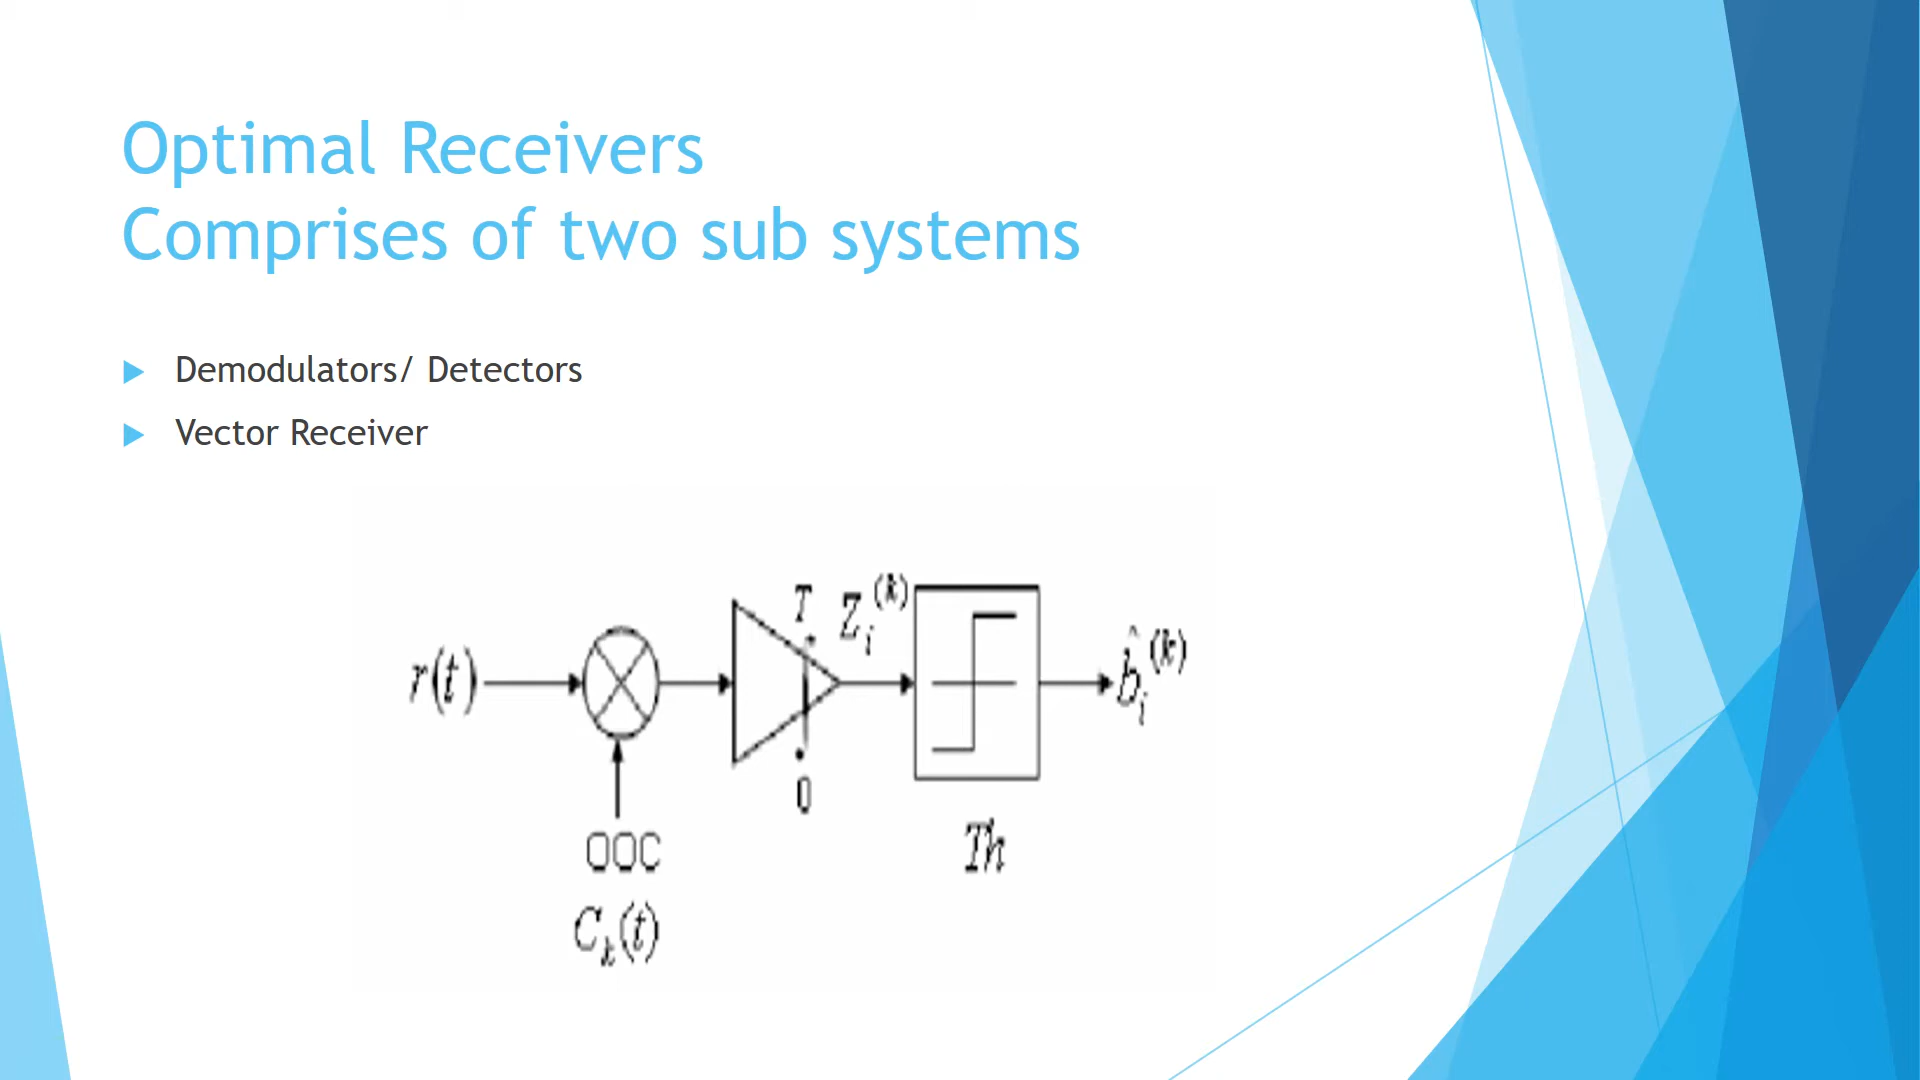 Optimal Receivers
Comprises of two sub systems
Demodulators/ Detectors
Vector Receiver
T
Z_i^(k)
r(t)
b̂_i^(k)
0
OOC
Th
C_k(t)